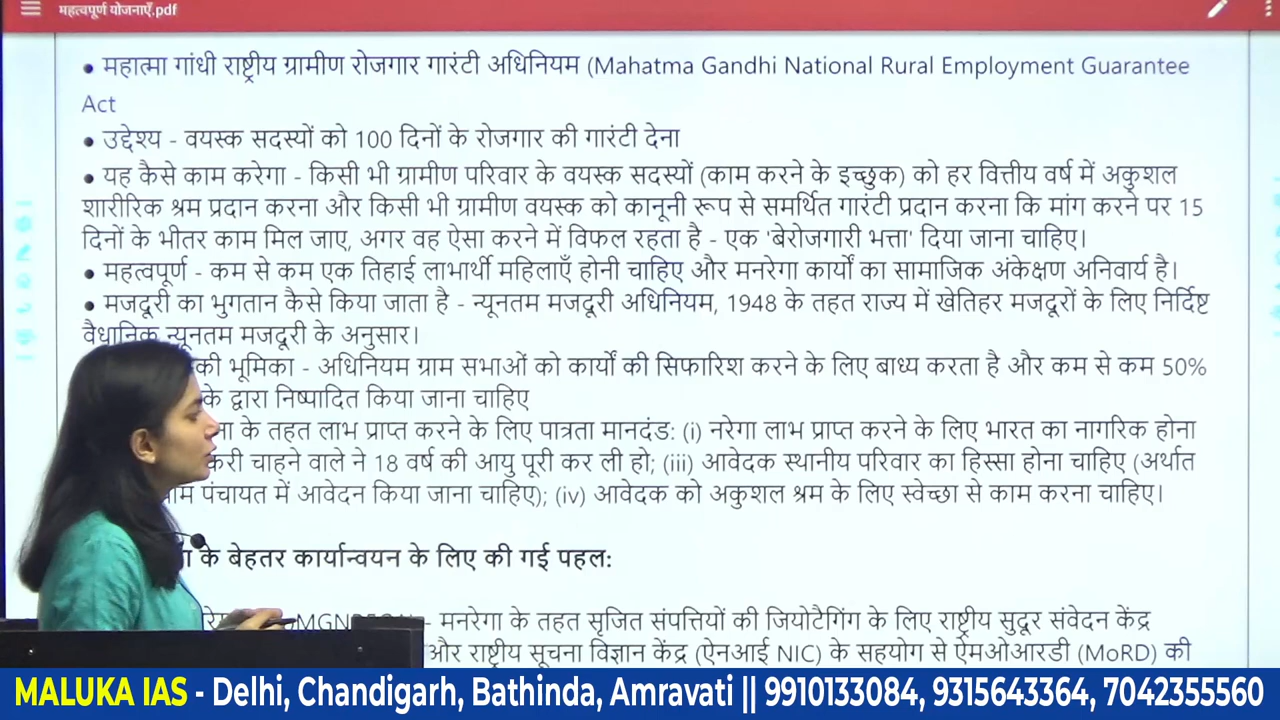 महत्वपूर्ण योजनाएँ.pdf
• महात्मा गांधी राष्ट्रीय ग्रामीण रोजगार गारंटी अधिनियम (Mahatma Gandhi National Rural Employment Guarantee
Act
• उद्देश्य - वयस्क सदस्यों को 100 दिनों के रोजगार की गारंटी देना
• यह कैसे काम करेगा - किसी भी ग्रामीण परिवार के वयस्क सदस्यों (काम करने के इच्छुक) को हर वित्तीय वर्ष में अकुशल
शारीरिक श्रम प्रदान करना और किसी भी ग्रामीण वयस्क को कानूनी रूप से समर्थित गारंटी प्रदान करना कि मांग करने पर 15
दिनों के भीतर काम मिल जाए, अगर वह ऐसा करने में विफल रहता है - एक 'बेरोजगारी भत्ता' दिया जाना चाहिए।
• महत्वपूर्ण - कम से कम एक तिहाई लाभार्थी महिलाएँ होनी चाहिए और मनरेगा कार्यों का सामाजिक अंकेक्षण अनिवार्य है।
• मजदूरी का भुगतान कैसे किया जाता है - न्यूनतम मजदूरी अधिनियम, 1948 के तहत राज्य में खेतिहर मजदूरों के लिए निर्दिष्ट
वैधानिक न्यूनतम मजदूरी के अनुसार।
की भूमिका - अधिनियम ग्राम सभाओं को कार्यों की सिफारिश करने के लिए बाध्य करता है और कम से कम 50%
के द्वारा निष्पादित किया जाना चाहिए
के तहत लाभ प्राप्त करने के लिए पात्रता मानदंड: (i) नरेगा लाभ प्राप्त करने के लिए भारत का नागरिक होना
चाहने वाले ने 18 वर्ष की आयु पूरी कर ली हो; (iii) आवेदक स्थानीय परिवार का हिस्सा होना चाहिए (अर्थात
पंचायत में आवेदन किया जाना चाहिए); (iv) आवेदक को अकुशल श्रम के लिए स्वेच्छा से काम करना चाहिए।
के बेहतर कार्यान्वयन के लिए की गई पहल:
- मनरेगा के तहत सृजित संपत्तियों की जियोटैगिंग के लिए राष्ट्रीय सुदूर संवेदन केंद्र
और राष्ट्रीय सूचना विज्ञान केंद्र (ऐनआई NIC) के सहयोग से ऐमओआरडी (MoRD) की
MALUKA IAS - Delhi, Chandigarh, Bathinda, Amravati || 9910133084, 9315643364, 7042355560